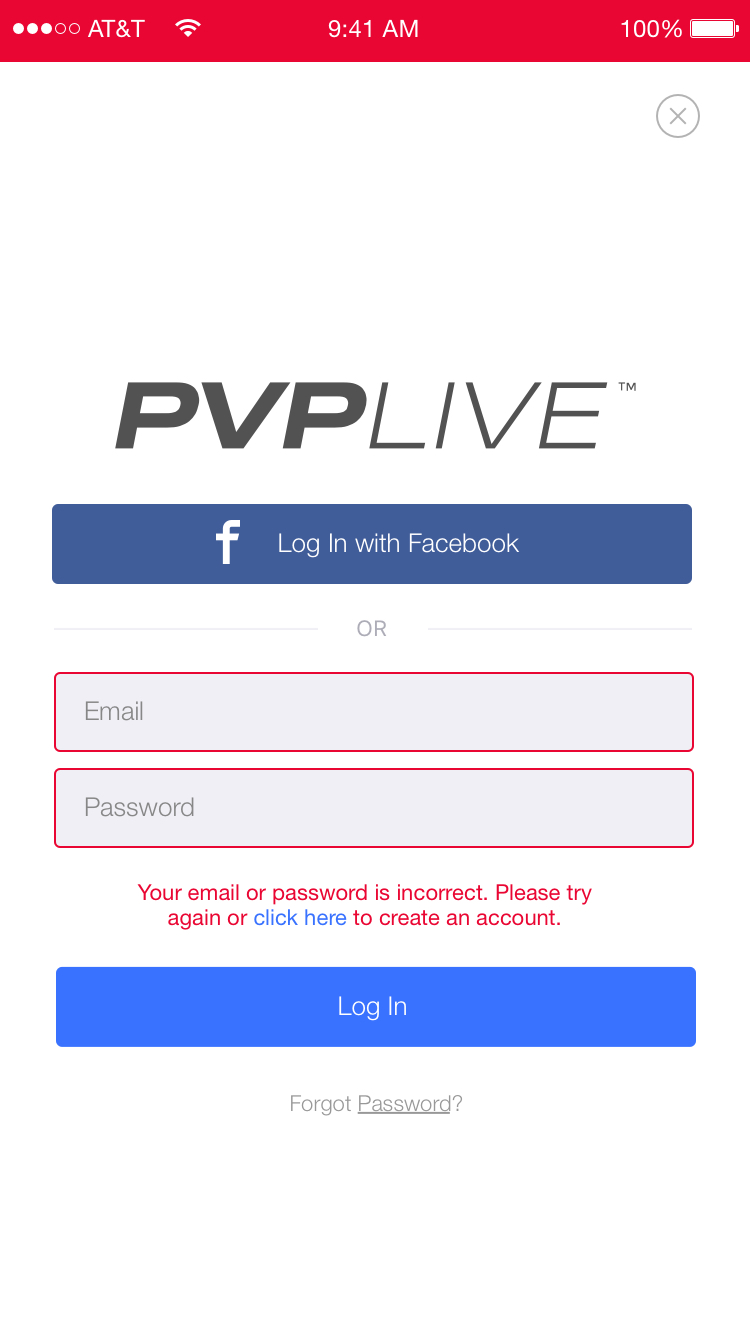 AT&T 9:41 AM 100%
PVPLIVE™
f Log In with Facebook
OR
Email
Password
Your email or password is incorrect. Please try
again or click here to create an account.
Log In
Forgot Password?